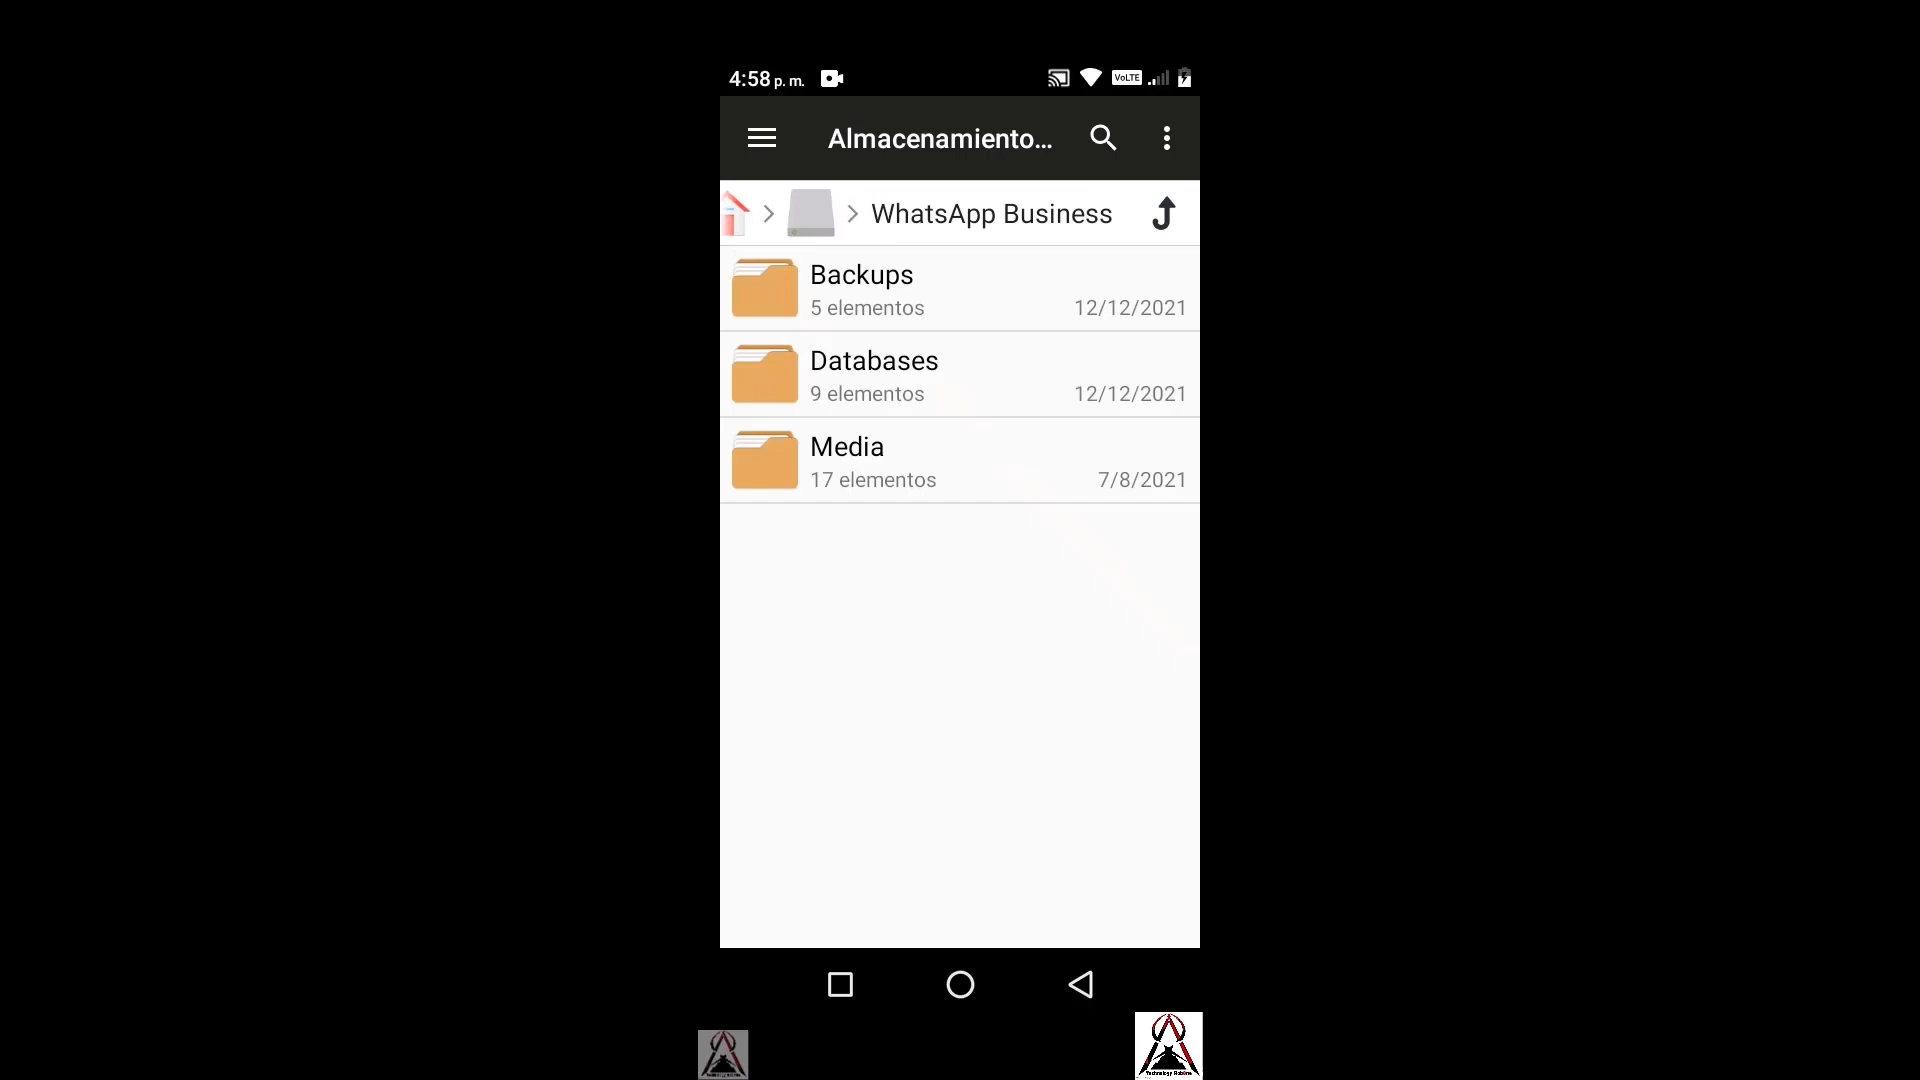 4:58 p. m.
VoLTE
Almacenamiento...
WhatsApp Business
Backups
5 elementos 12/12/2021
Databases
9 elementos 12/12/2021
Media
17 elementos 7/8/2021